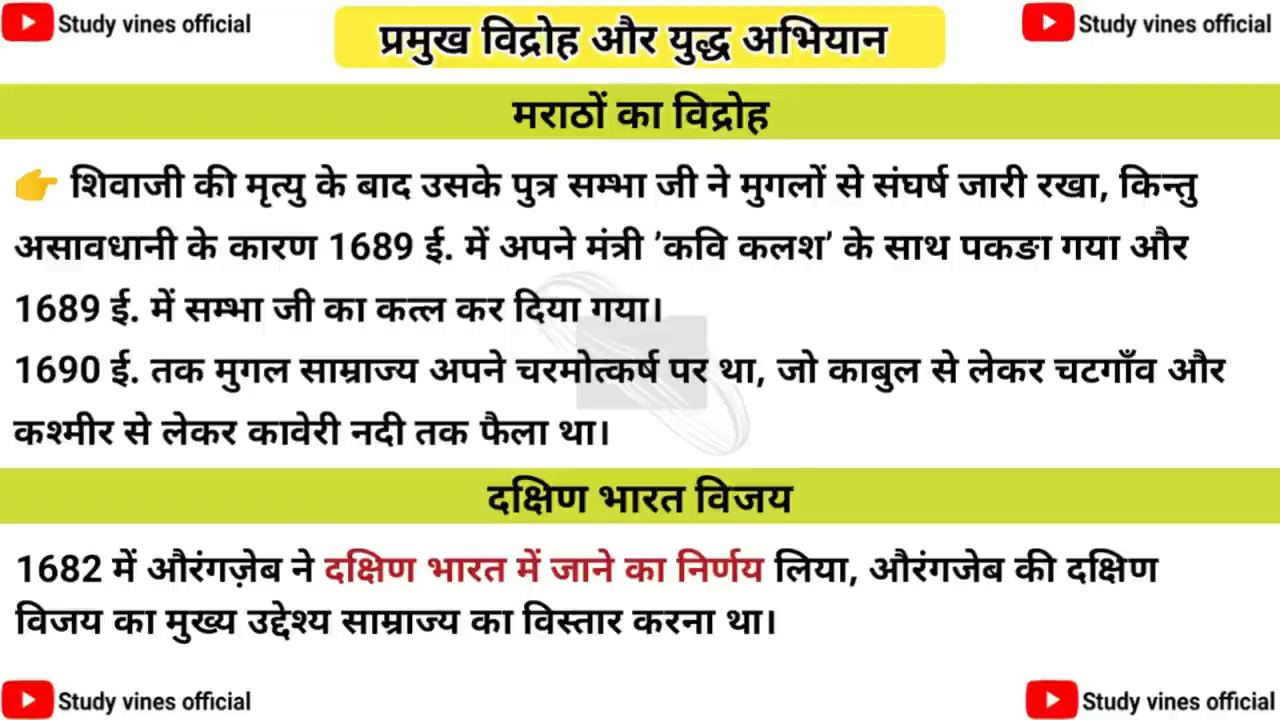 Study vines official
प्रमुख विद्रोह और युद्ध अभियान
Study vines official
मराठों का विद्रोह
👉 शिवाजी की मृत्यु के बाद उसके पुत्र सम्भा जी ने मुगलों से संघर्ष जारी रखा, किन्तु
असावधानी के कारण 1689 ई. में अपने मंत्री ’कवि कलश’ के साथ पकङा गया और
1689 ई. में सम्भा जी का कत्ल कर दिया गया।
1690 ई. तक मुगल साम्राज्य अपने चरमोत्कर्ष पर था, जो काबुल से लेकर चटगाँव और
कश्मीर से लेकर कावेरी नदी तक फैला था।
दक्षिण भारत विजय
1682 में औरंगज़ेब ने दक्षिण भारत में जाने का निर्णय लिया, औरंगजेब की दक्षिण
विजय का मुख्य उद्देश्य साम्राज्य का विस्तार करना था।
Study vines official
Study vines official